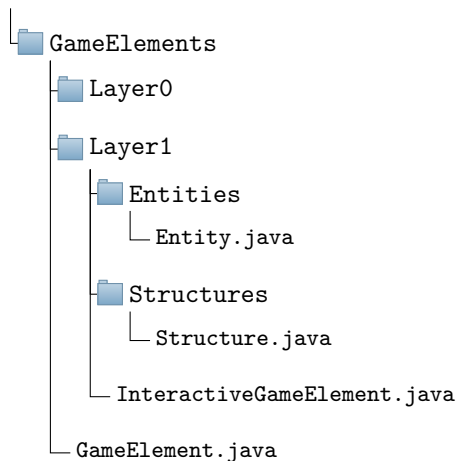 GameElements
Layer0
Layer1
Entities
Entity.java
Structures
Structure.java
InteractiveGameElement.java
GameElement.java